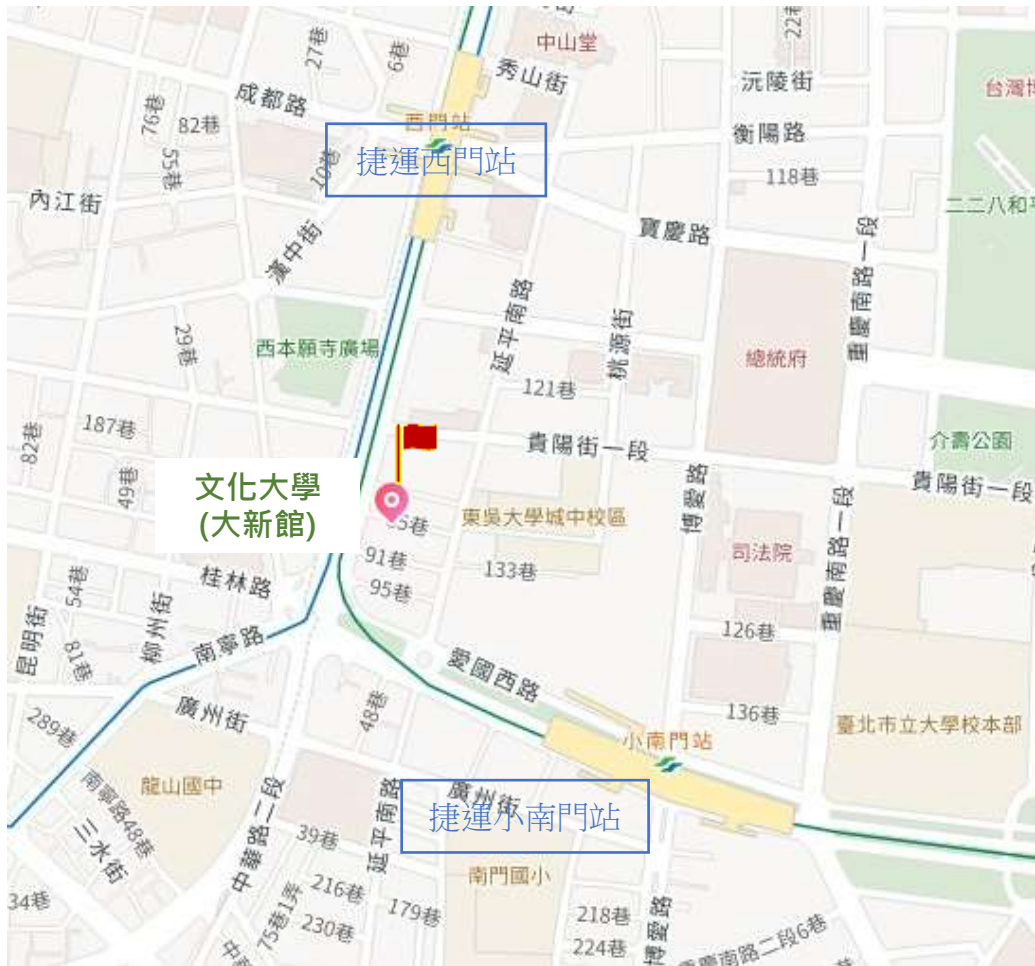 27巷
6巷
中山堂
22巷
秀山街
沅陵街
成都路
76巷
82巷
西門站
衡陽路
捷運西門站
55巷
10巷
118巷
內江街
漢中街
寶慶路
重慶南路一段
延平南路
桃源街
29巷
西本願寺廣場
總統府
121巷
187巷
82巷
貴陽街一段
介壽公園
貴陽街一段
49巷
文化大學
(大新館)
博愛路
東吳大學城中校區
91巷
133巷
司法院
重慶南路一段
桂林路
54巷
95巷
昆明街
柳州街
81巷
南寧路
126巷
愛國西路
廣州街
48巷
136巷
289巷
小南門站
臺北市立大學校本部
龍山國中
南寧路48巷
三水街
中華路二段
延平南路
廣州街
捷運小南門站
39巷
南門國小
216巷
34巷
75巷1弄
230巷
179巷
218巷
224巷
博愛路
重慶南路二段6巷